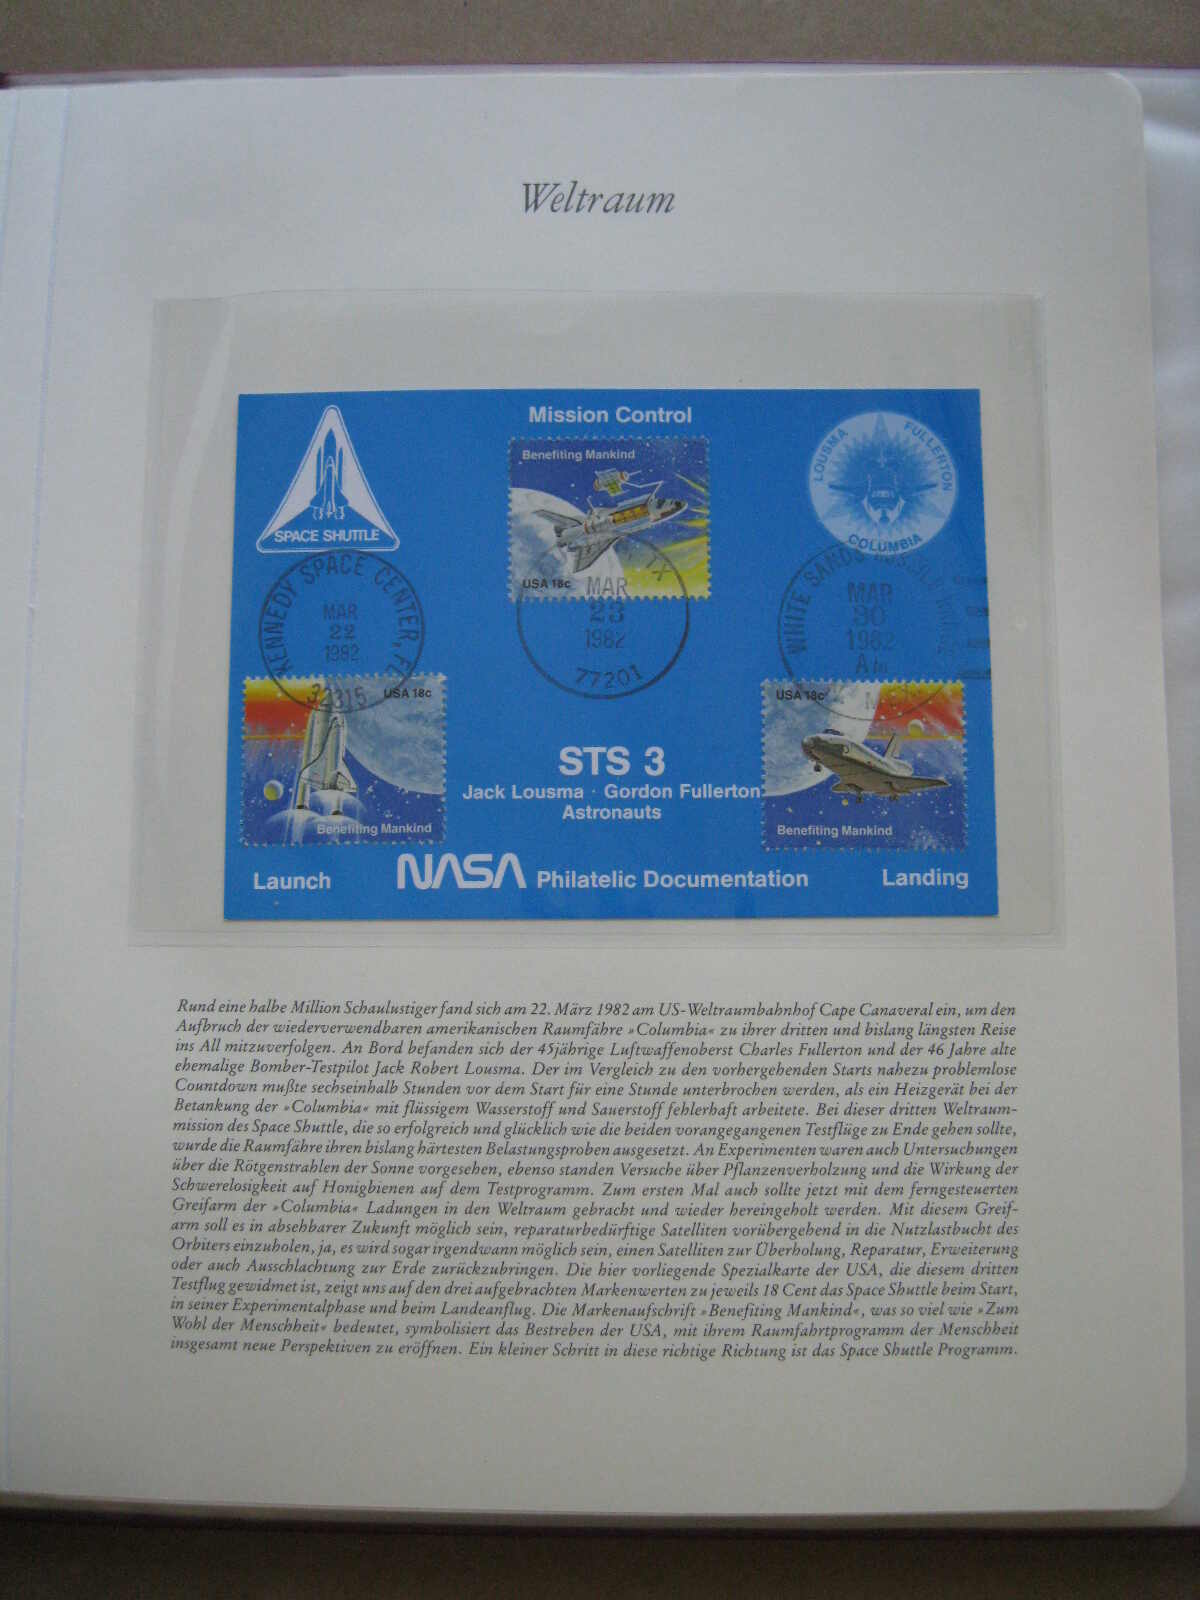 Weltraum
Mission Control
SPACE SHUTTLE
Benefiting Mankind
USA 18c
LOUSMA FULLERTON
COLUMBIA
KENNEDY SPACE CENTER, FL
MAR
22
1982
32815
TX
MAR
23
1982
77201
WHITE SANDS
MAR
30
1982
AM
USA 18c
Benefiting Mankind
USA 18c
Benefiting Mankind
STS 3
Jack Lousma · Gordon Fullerton
Astronauts
Launch
NASA Philatelic Documentation
Landing
Rund eine halbe Million Schaulustiger fand sich am 22. März 1982 am US-Weltraumbahnhof Cape Canaveral ein, um den
Aufbruch der wiederverwendbaren amerikanischen Raumfähre »Columbia« zu ihrer dritten und bislang längsten Reise
ins All mitzuverfolgen. An Bord befanden sich der 45jährige Luftwaffenoberst Charles Fullerton und der 46 Jahre alte
ehemalige Bomber-Testpilot Jack Robert Lousma. Der im Vergleich zu den vorhergehenden Starts nahezu problemlose
Countdown mußte sechseinhalb Stunden vor dem Start für eine Stunde unterbrochen werden, als ein Heizgerät bei der
Betankung der »Columbia« mit flüssigem Wasserstoff und Sauerstoff fehlerhaft arbeitete. Bei dieser dritten Weltraum-
mission des Space Shuttle, die so erfolgreich und glücklich wie die beiden vorangegangenen Testflüge zu Ende gehen sollte,
wurde die Raumfähre ihren bislang härtesten Belastungsproben ausgesetzt. An Experimenten waren auch Untersuchungen
über die Rötgenstrahlen der Sonne vorgesehen, ebenso standen Versuche über Pflanzenverholzung und die Wirkung der
Schwerelosigkeit auf Honigbienen auf dem Testprogramm. Zum ersten Mal auch sollte jetzt mit dem ferngesteuerten
Greifarm der »Columbia« Ladungen in den Weltraum gebracht und wieder hereingeholt werden. Mit diesem Greif-
arm soll es in absehbarer Zukunft möglich sein, reparaturbedürftige Satelliten vorübergehend in die Nutzlastbucht des
Orbiters einzuholen, ja, es wird sogar irgendwann möglich sein, einen Satelliten zur Überholung, Reparatur, Erweiterung
oder auch Ausschlachtung zur Erde zurückzubringen. Die hier vorliegende Spezialkarte der USA, die diesem dritten
Testflug gewidmet ist, zeigt uns auf den drei aufgebrachten Markenwerten zu jeweils 18 Cent das Space Shuttle beim Start,
in seiner Experimentalphase und beim Landeanflug. Die Markenaufschrift »Benefiting Mankind«, was so viel wie »Zum
Wohl der Menschheit« bedeutet, symbolisiert das Bestreben der USA, mit ihrem Raumfahrtprogramm der Menschheit
insgesamt neue Perspektiven zu eröffnen. Ein kleiner Schritt in diese richtige Richtung ist das Space Shuttle Programm.